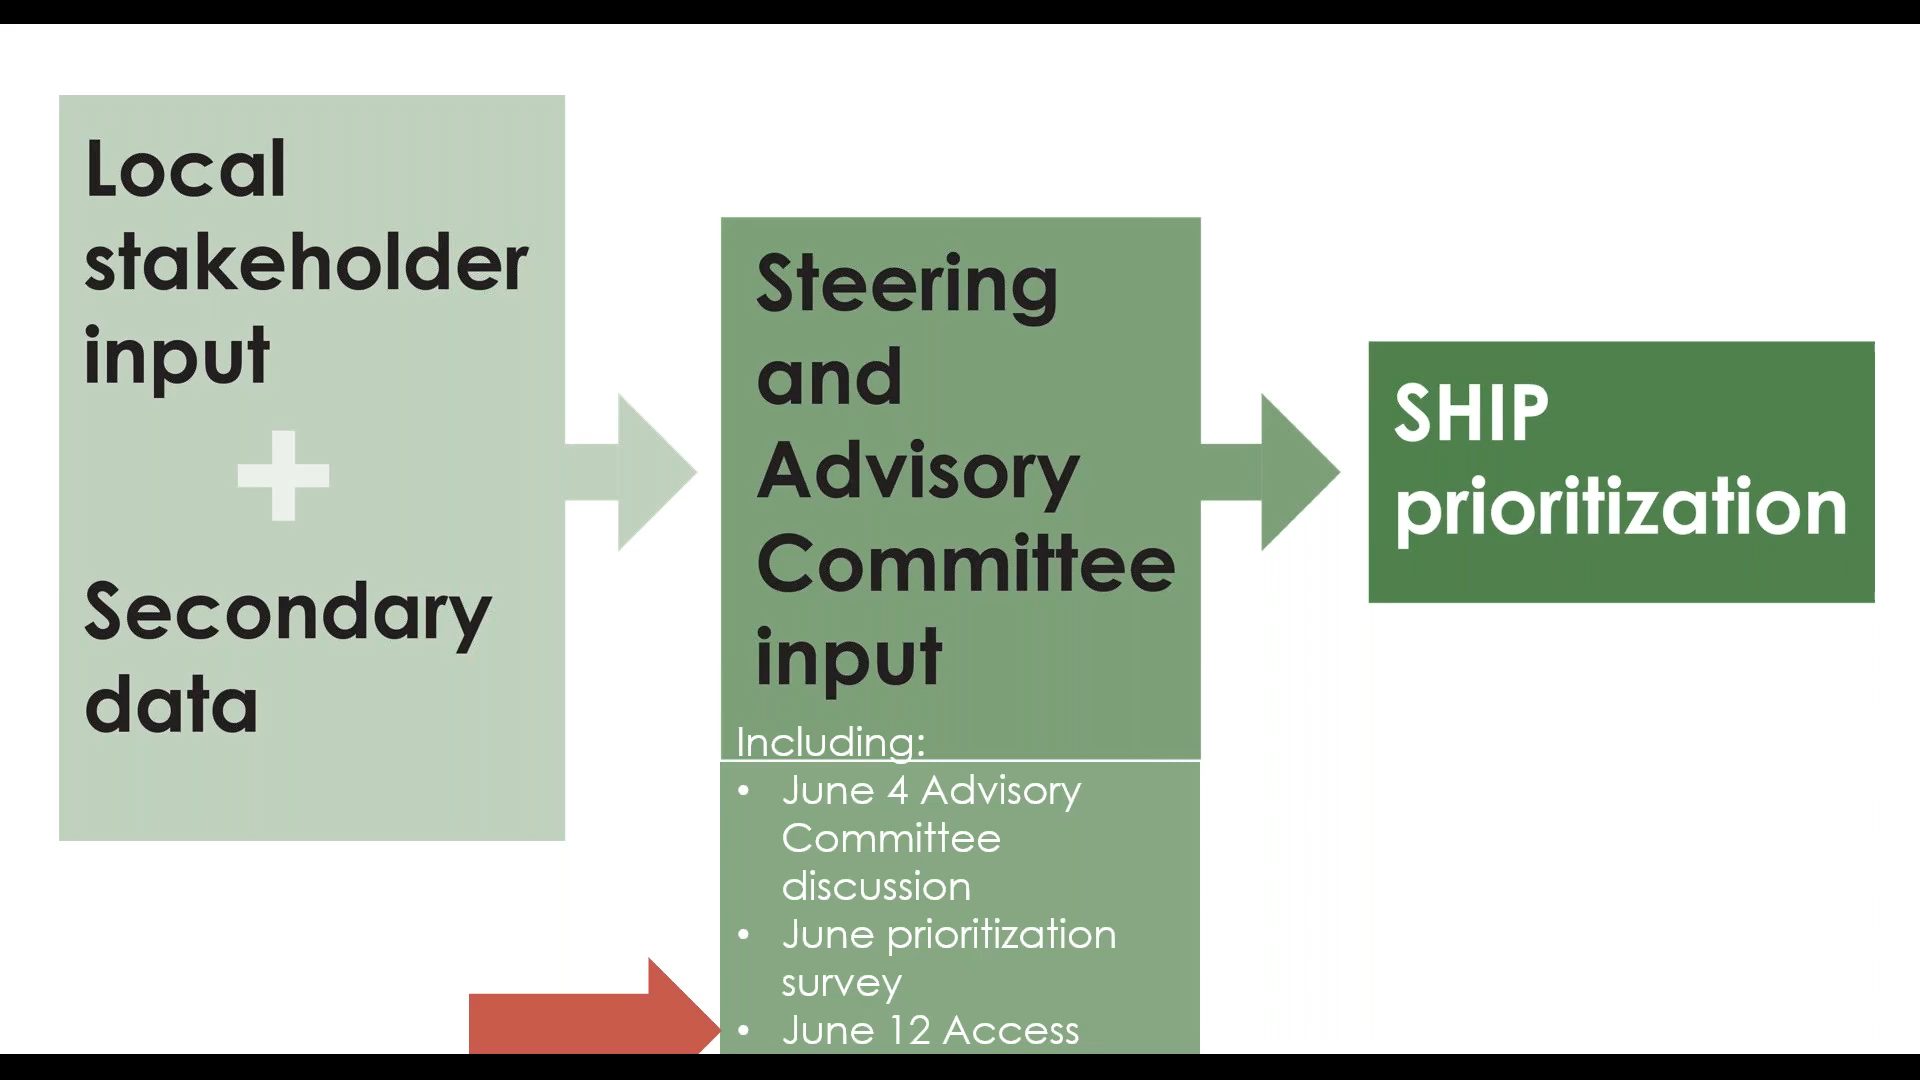 Local
stakeholder
input
+
Secondary
data
Steering
and
Advisory
Committee
input
Including:
• June 4 Advisory
Committee
discussion
• June prioritization
survey
• June 12 Access
SHIP
prioritization